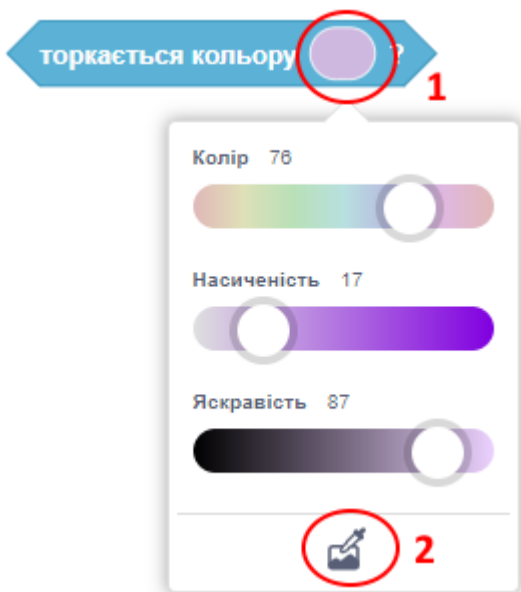 торкається кольору ?
1
Колір 76
Насиченість 17
Яскравість 87
2